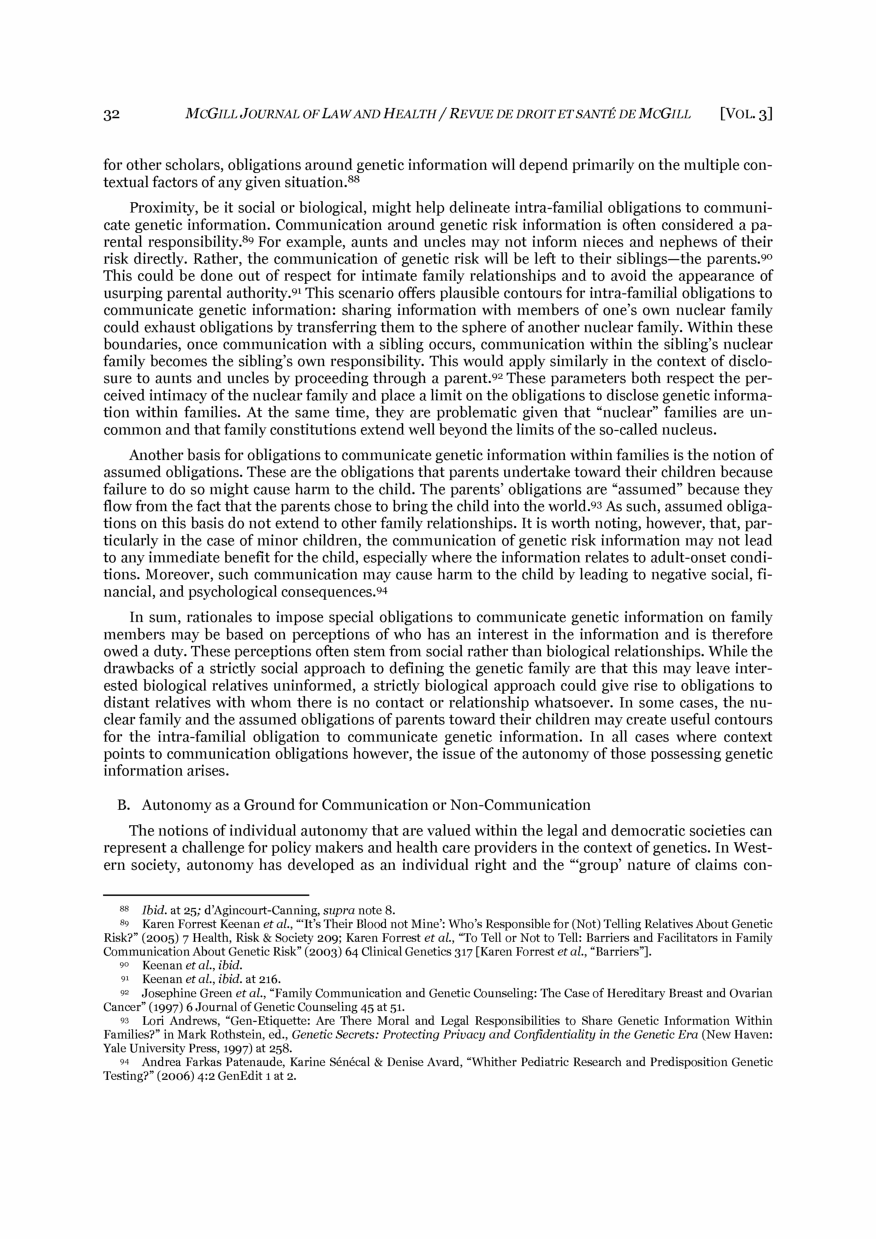 32 MCGILL JOURNAL OF LAW AND HEALTH / REVUE DE DROIT ET SANTÉ DE MCGILL [VOL. 3]
for other scholars, obligations around genetic information will depend primarily on the multiple con-
textual factors of any given situation.88
Proximity, be it social or biological, might help delineate intra-familial obligations to communi-
cate genetic information. Communication around genetic risk information is often considered a pa-
rental responsibility.89 For example, aunts and uncles may not inform nieces and nephews of their
risk directly. Rather, the communication of genetic risk will be left to their siblings—the parents.90
This could be done out of respect for intimate family relationships and to avoid the appearance of
usurping parental authority.91 This scenario offers plausible contours for intra-familial obligations to
communicate genetic information: sharing information with members of one's own nuclear family
could exhaust obligations by transferring them to the sphere of another nuclear family. Within these
boundaries, once communication with a sibling occurs, communication within the sibling's nuclear
family becomes the sibling's own responsibility. This would apply similarly in the context of disclo-
sure to aunts and uncles by proceeding through a parent.92 These parameters both respect the per-
ceived intimacy of the nuclear family and place a limit on the obligations to disclose genetic informa-
tion within families. At the same time, they are problematic given that “nuclear” families are un-
common and that family constitutions extend well beyond the limits of the so-called nucleus.
Another basis for obligations to communicate genetic information within families is the notion of
assumed obligations. These are the obligations that parents undertake toward their children because
failure to do so might cause harm to the child. The parents' obligations are “assumed” because they
flow from the fact that the parents chose to bring the child into the world.93 As such, assumed obliga-
tions on this basis do not extend to other family relationships. It is worth noting, however, that, par-
ticularly in the case of minor children, the communication of genetic risk information may not lead
to any immediate benefit for the child, especially where the information relates to adult-onset condi-
tions. Moreover, such communication may cause harm to the child by leading to negative social, fi-
nancial, and psychological consequences.94
In sum, rationales to impose special obligations to communicate genetic information on family
members may be based on perceptions of who has an interest in the information and is therefore
owed a duty. These perceptions often stem from social rather than biological relationships. While the
drawbacks of a strictly social approach to defining the genetic family are that this may leave inter-
ested biological relatives uninformed, a strictly biological approach could give rise to obligations to
distant relatives with whom there is no contact or relationship whatsoever. In some cases, the nu-
clear family and the assumed obligations of parents toward their children may create useful contours
for the intra-familial obligation to communicate genetic information. In all cases where context
points to communication obligations however, the issue of the autonomy of those possessing genetic
information arises.
B. Autonomy as a Ground for Communication or Non-Communication
The notions of individual autonomy that are valued within the legal and democratic societies can
represent a challenge for policy makers and health care providers in the context of genetics. In West-
ern society, autonomy has developed as an individual right and the “‘group’ nature of claims con-
88 Ibid. at 25; d'Agincourt-Canning, supra note 8.
89 Karen Forrest Keenan et al., “‘It's Their Blood not Mine’: Who's Responsible for (Not) Telling Relatives About Genetic
Risk?” (2005) 7 Health, Risk & Society 209; Karen Forrest et al., “To Tell or Not to Tell: Barriers and Facilitators in Family
Communication About Genetic Risk” (2003) 64 Clinical Genetics 317 [Karen Forrest et al., “Barriers”].
90 Keenan et al., ibid.
91 Keenan et al., ibid. at 216.
92 Josephine Green et al., “Family Communication and Genetic Counseling: The Case of Hereditary Breast and Ovarian
Cancer” (1997) 6 Journal of Genetic Counseling 45 at 51.
93 Lori Andrews, “Gen-Etiquette: Are There Moral and Legal Responsibilities to Share Genetic Information Within
Families?” in Mark Rothstein, ed., Genetic Secrets: Protecting Privacy and Confidentiality in the Genetic Era (New Haven:
Yale University Press, 1997) at 258.
94 Andrea Farkas Patenaude, Karine Sénécal & Denise Avard, “Whither Pediatric Research and Predisposition Genetic
Testing?” (2006) 4:2 GenEdit 1 at 2.